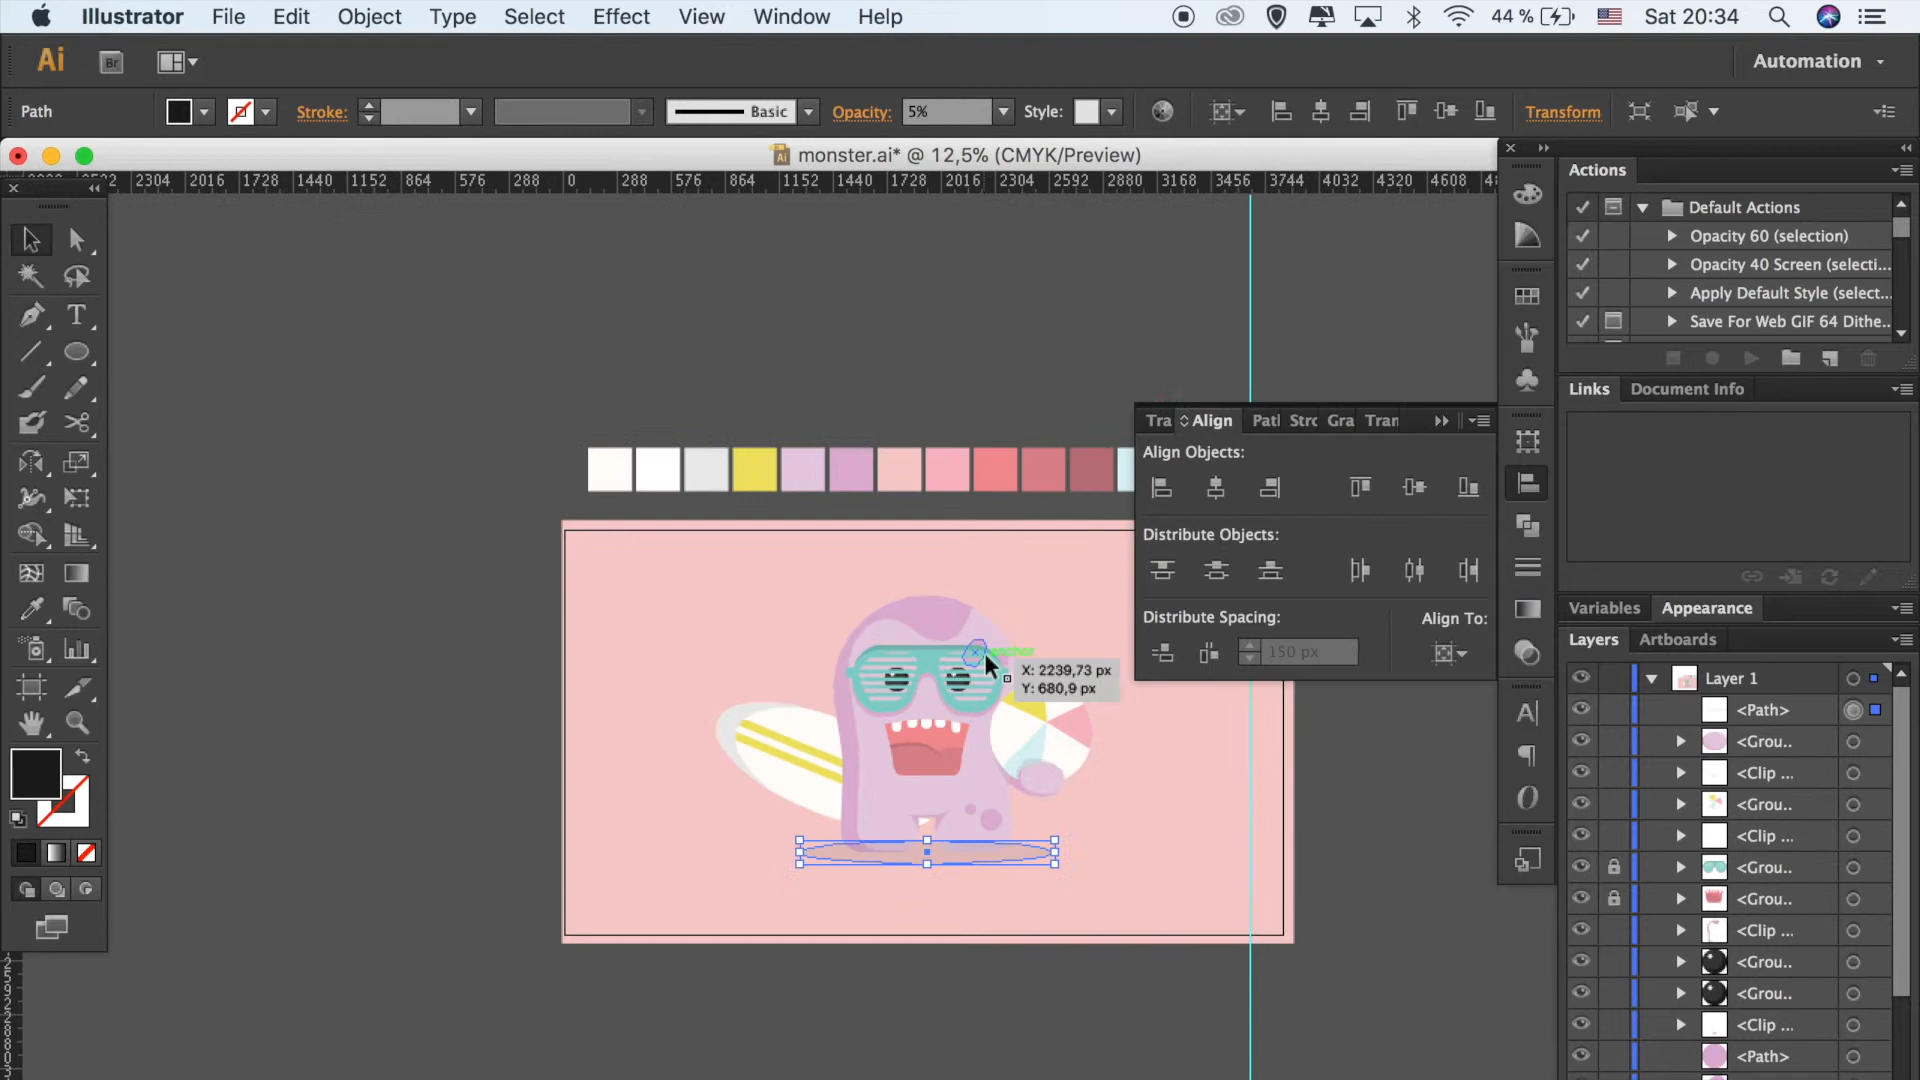 Illustrator File Edit Object Type Select Effect View Window Help 44 % Sat 20:34
Ai Br Automation
Path Stroke: Basic Opacity: 5% Style: Transform
monster.ai* @ 12,5% (CMYK/Preview)
2304 2016 1728 1440 1152 864 576 288 0 288 576 864 1152 1440 1728 2016 2304 2592 2880 3168 3456 3744 4032 4320 4608
Actions
Default Actions
Opacity 60 (selection)
Opacity 40 Screen (selecti...
Apply Default Style (select...
Save For Web GIF 64 Dithe..
Links Document Info
Tra Align Patl Stro Gra Tran
Align Objects:
Distribute Objects:
Distribute Spacing: Align To:
150 px
X: 2239,73 px
Y: 680,9 px
Variables Appearance
Layers Artboards
Layer 1
<Path>
<Grou..
<Clip ...
<Grou..
<Clip ...
<Grou..
<Grou..
<Clip ...
<Grou..
<Grou..
<Clip ...
<Path>